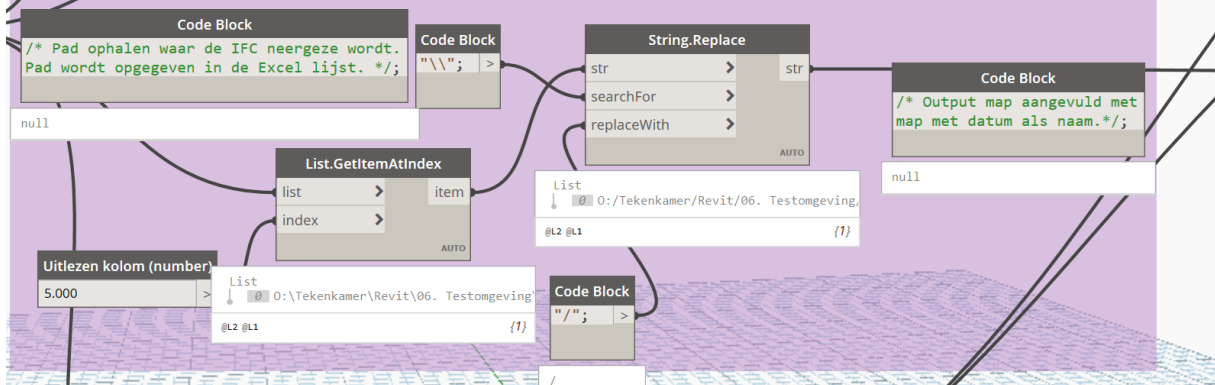 Code Block
/* Pad ophalen waar de IFC neergeze wordt.
Pad wordt opgegeven in de Excel lijst. */;
null
Code Block
"\\"; >
String.Replace
str > str
searchFor >
replaceWith >
AUTO
List
0 O:/Tekenkamer/Revit/06. Testomgeving/
@L2 @L1 {1}
Code Block
/* Output map aangevuld met
map met datum als naam.*/;
null
List.GetItemAtIndex
list > item
index >
AUTO
Uitlezen kolom (number)
5.000 >
List
0 O:\Tekenkamer\Revit\06. Testomgeving\
@L2 @L1 {1}
Code Block
"/"; >
/